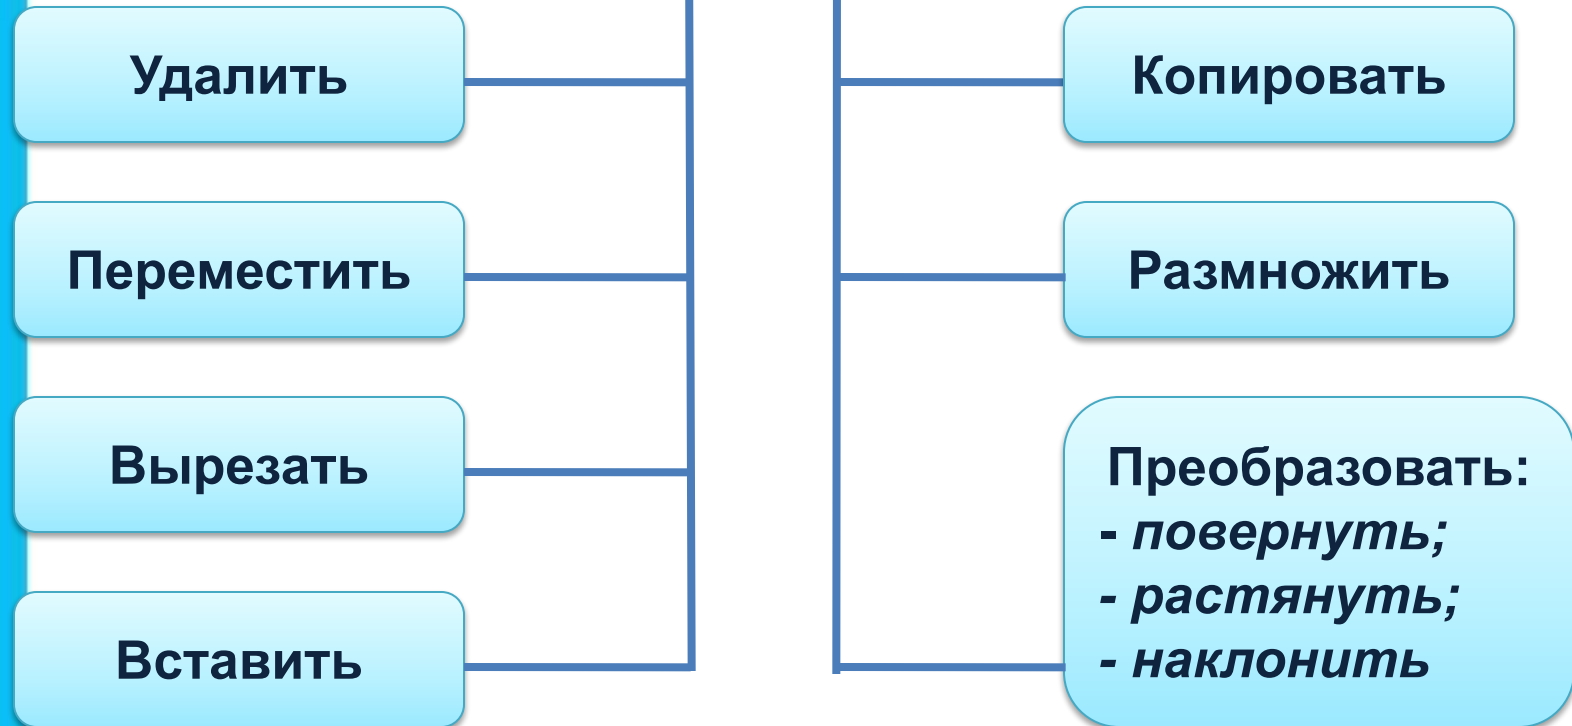 Удалить
Переместить
Вырезать
Вставить
Копировать
Размножить
Преобразовать:
- повернуть;
- растянуть;
- наклонить